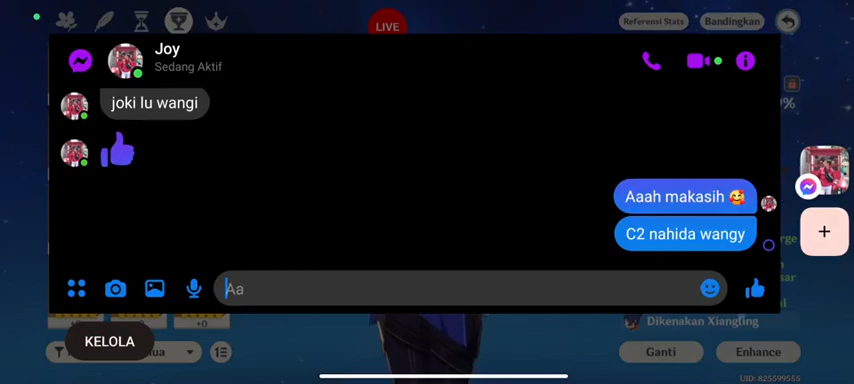 LIVE
Referensi Stats
Bandingkan
Joy
Sedang Aktif
joki lu wangi
%
Aaah makasih 🥰
C2 nahida wangy
Aa
+0
Dikenakan Xiangling
KELOLA
Ganti
Enhance
UID: 825599555